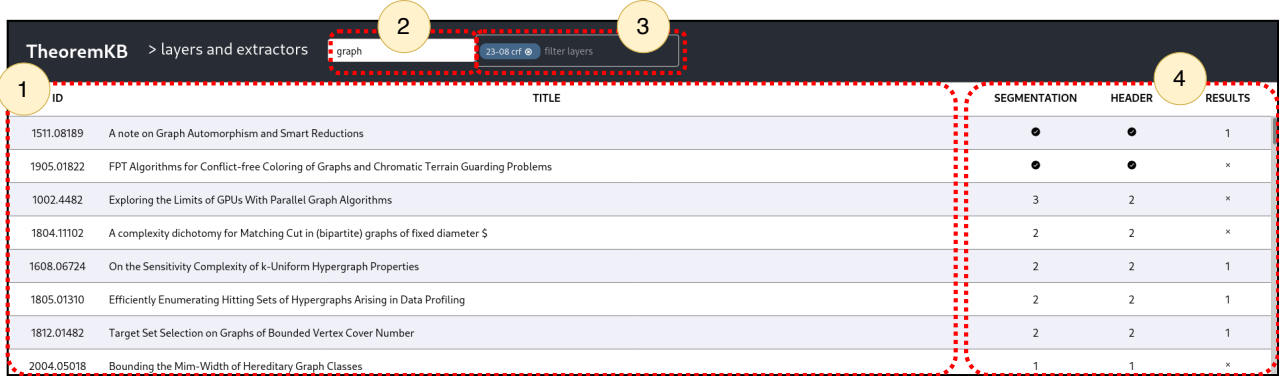 2 3
TheoremKB > layers and extractors graph 23-08 crf ⊗ filter layers
1 4
ID TITLE SEGMENTATION HEADER RESULTS
1511.08189 A note on Graph Automorphism and Smart Reductions ✔ ✔ 1
1905.01822 FPT Algorithms for Conflict-free Coloring of Graphs and Chromatic Terrain Guarding Problems ✔ ✔ ×
1002.4482 Exploring the Limits of GPUs With Parallel Graph Algorithms 3 2 ×
1804.11102 A complexity dichotomy for Matching Cut in (bipartite) graphs of fixed diameter $ 2 2 ×
1608.06724 On the Sensitivity Complexity of k-Uniform Hypergraph Properties 2 2 1
1805.01310 Efficiently Enumerating Hitting Sets of Hypergraphs Arising in Data Profiling 2 2 1
1812.01482 Target Set Selection on Graphs of Bounded Vertex Cover Number 2 2 1
2004.05018 Bounding the Mim-Width of Hereditary Graph Classes 1 1 ×